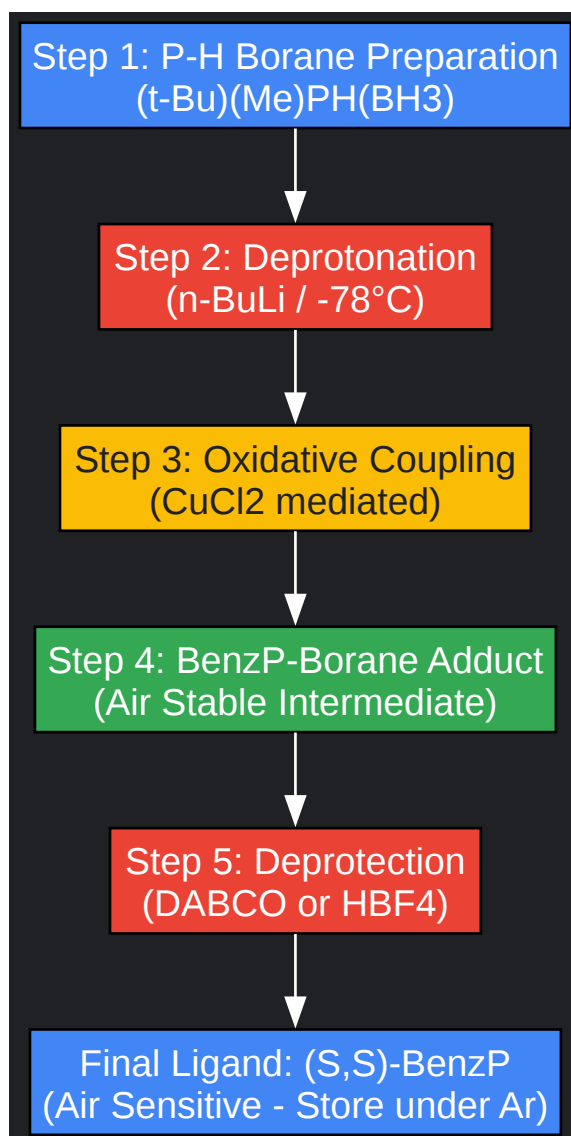 Step 1: P-H Borane Preparation
(t-Bu)(Me)PH(BH3)
Step 2: Deprotonation
(n-BuLi / -78°C)
Step 3: Oxidative Coupling
(CuCl2 mediated)
Step 4: BenzP-Borane Adduct
(Air Stable Intermediate)
Step 5: Deprotection
(DABCO or HBF4)
Final Ligand: (S,S)-BenzP
(Air Sensitive - Store under Ar)